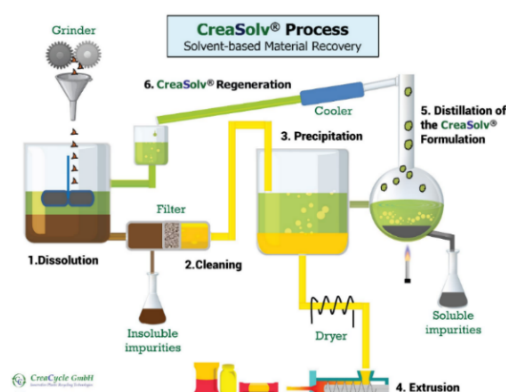 CreaSolv® Process
Solvent-based Material Recovery
Grinder
6. CreaSolv® Regeneration
Cooler
5. Distillation of
the CreaSolv®
Formulation
3. Precipitation
Filter
1.Dissolution
2.Cleaning
Insoluble
impurities
Dryer
Soluble
impurities
4. Extrusion
CreaCycle GmbH